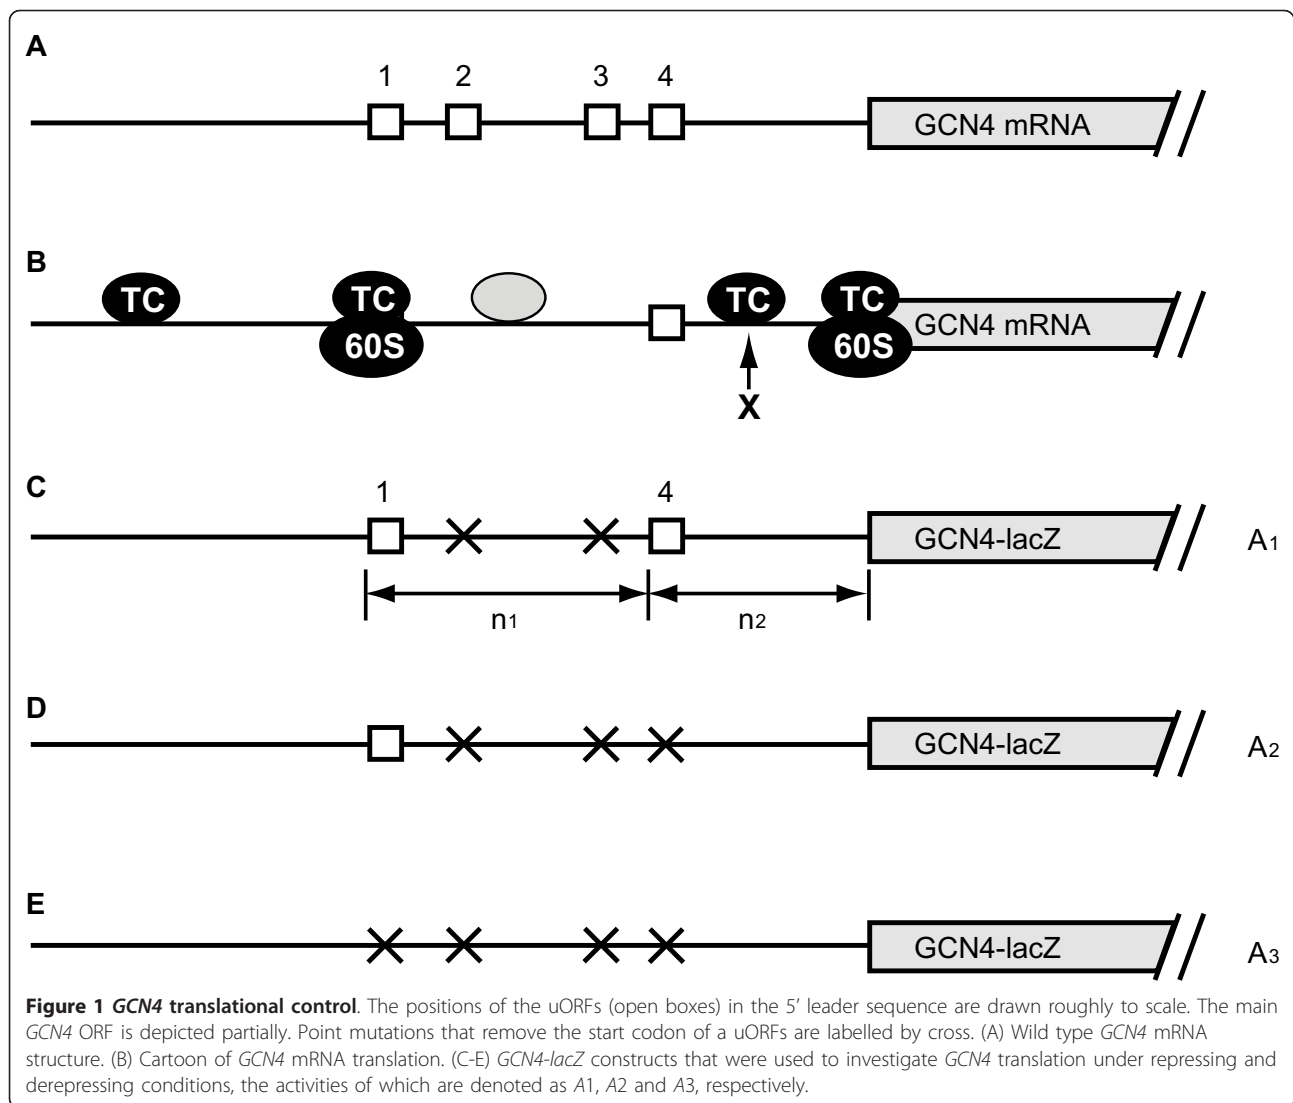 A
1 2 3 4
GCN4 mRNA
B
TC TC TC TC
60S 60S GCN4 mRNA
X
C
1 4
GCN4-lacZ A1
n1 n2
D
GCN4-lacZ A2
E
GCN4-lacZ A3
Figure 1 GCN4 translational control. The positions of the uORFs (open boxes) in the 5' leader sequence are drawn roughly to scale. The main
GCN4 ORF is depicted partially. Point mutations that remove the start codon of a uORFs are labelled by cross. (A) Wild type GCN4 mRNA
structure. (B) Cartoon of GCN4 mRNA translation. (C-E) GCN4-lacZ constructs that were used to investigate GCN4 translation under repressing and
derepressing conditions, the activities of which are denoted as A1, A2 and A3, respectively.